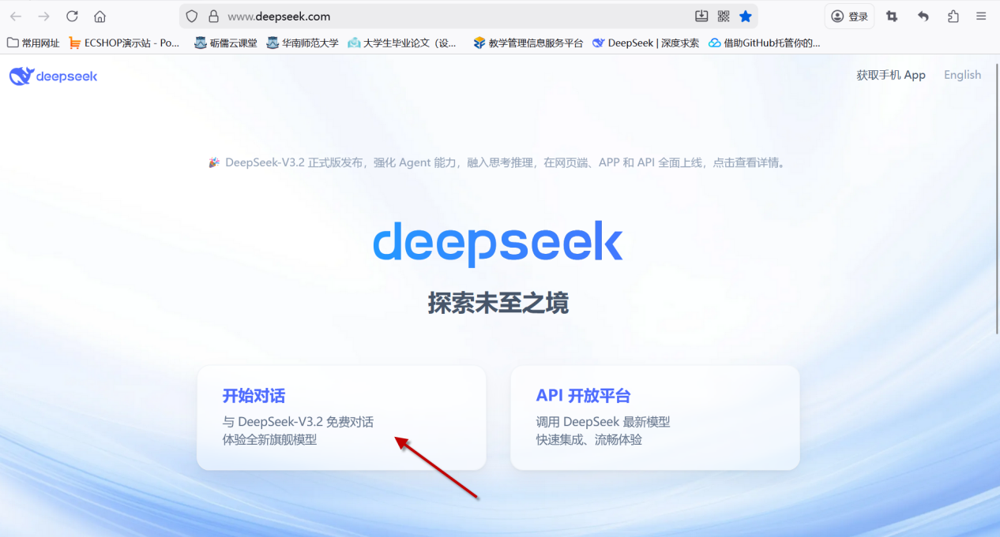 www.deepseek.com
登录
常用网址
ECSHOP演示站 - Po...
砺儒云课堂
华南师范大学
大学生毕业论文（设...
教学管理信息服务平台
DeepSeek | 深度求索
借助GitHub托管你的...
deepseek
获取手机 App
English
DeepSeek-V3.2 正式版发布，强化 Agent 能力，融入思考推理，在网页端、APP 和 API 全面上线，点击查看详情。
deepseek
探索未至之境
开始对话
与 DeepSeek-V3.2 免费对话
体验全新旗舰模型
API 开放平台
调用 DeepSeek 最新模型
快速集成、流畅体验